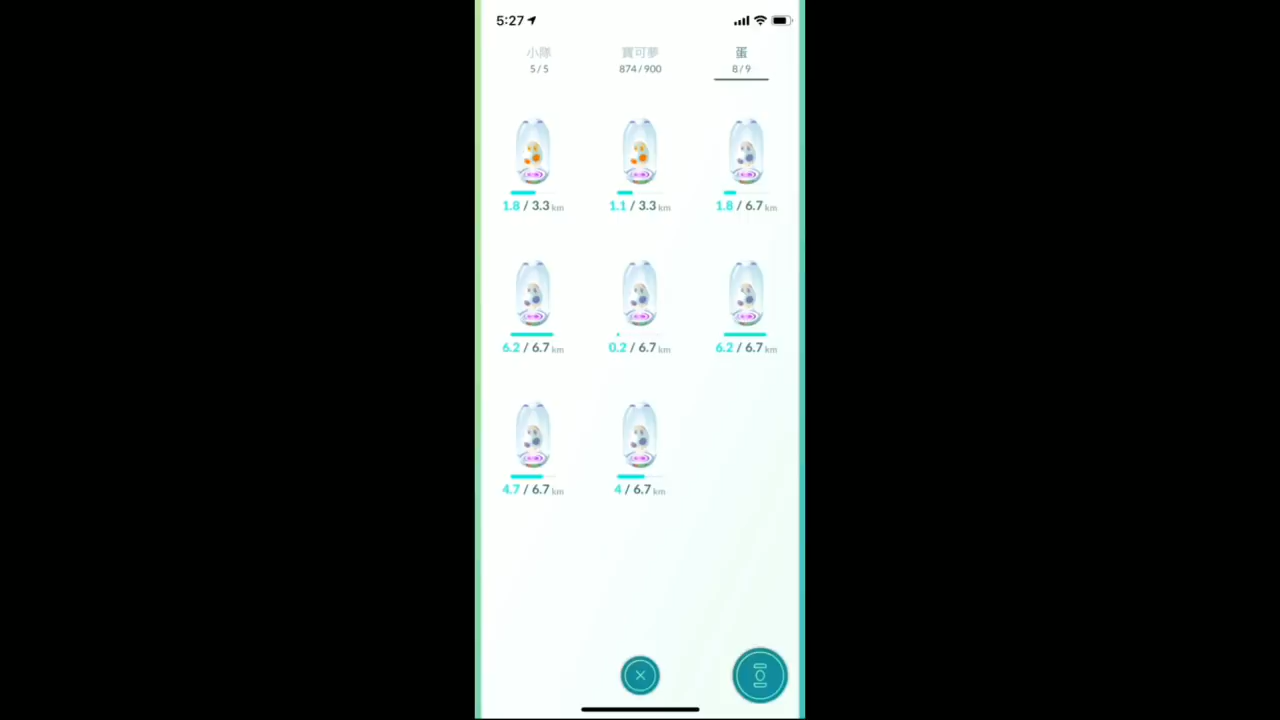 5:27
小隊 寶可夢 蛋
5/5 874/900 8/9
1.8 / 3.3 km 1.1 / 3.3 km 1.8 / 6.7 km
6.2 / 6.7 km 0.2 / 6.7 km 6.2 / 6.7 km
4.7 / 6.7 km 4 / 6.7 km